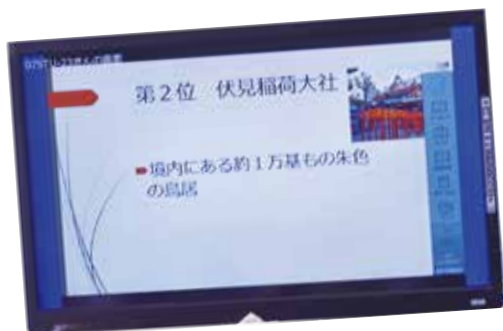 第2位　伏見稲荷大社
境内にある約1万基もの朱色
の鳥居